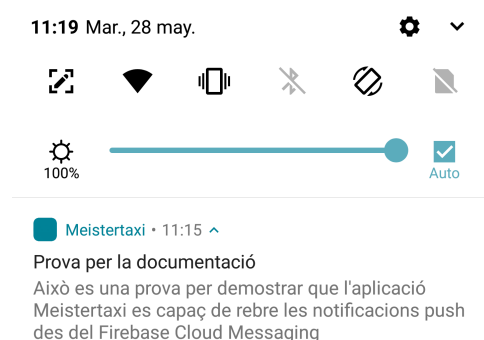 11:19 Mar., 28 may.
100%
Auto
Meistertaxi • 11:15
Prova per la documentació
Això es una prova per demostrar que l'aplicació
Meistertaxi es capaç de rebre les notificacions push
des del Firebase Cloud Messaging